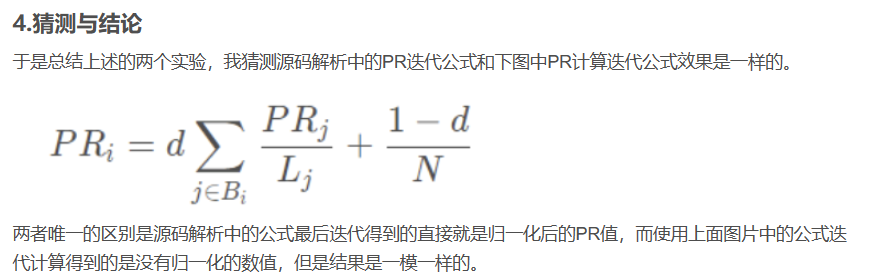 4.猜测与结论
于是总结上述的两个实验，我猜测源码解析中的PR迭代公式和下图中PR计算迭代公式效果是一样的。
PR_i = d \sum_{j \in B_i} \frac{PR_j}{L_j} + \frac{1-d}{N}
两者唯一的区别是源码解析中的公式最后迭代得到的直接就是归一化后的PR值，而使用上面图片中的公式迭
代计算得到的是没有归一化的数值，但是结果是一模一样的。